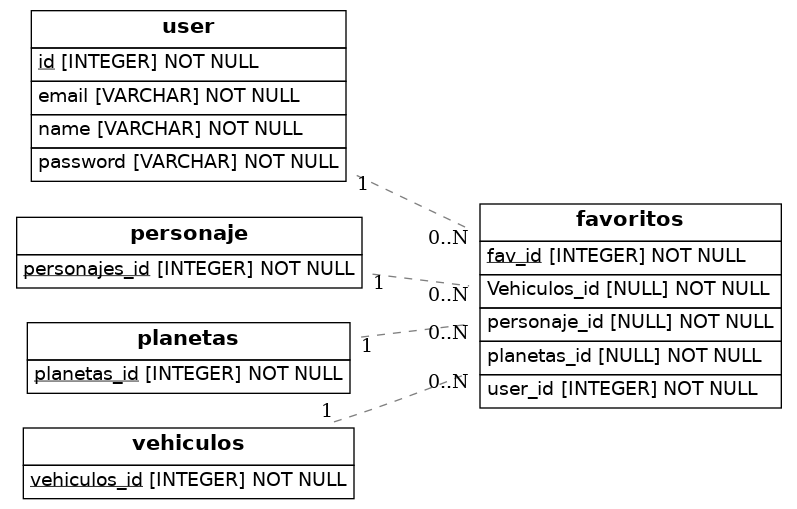 user
id [INTEGER] NOT NULL
email [VARCHAR] NOT NULL
name [VARCHAR] NOT NULL
password [VARCHAR] NOT NULL
1
0..N
personaje
personajes_id [INTEGER] NOT NULL
1
0..N
planetas
planetas_id [INTEGER] NOT NULL
1
0..N
vehiculos
vehiculos_id [INTEGER] NOT NULL
1
0..N
favoritos
fav_id [INTEGER] NOT NULL
Vehiculos_id [NULL] NOT NULL
personaje_id [NULL] NOT NULL
planetas_id [NULL] NOT NULL
user_id [INTEGER] NOT NULL